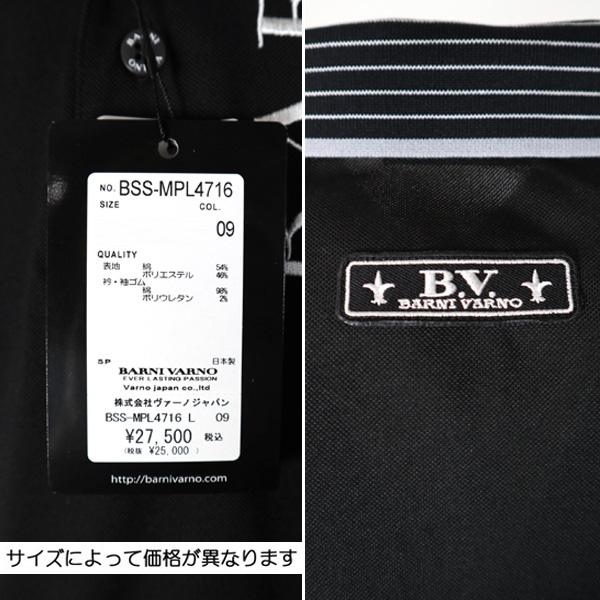 BARNI
VARNO
NO. BSS-MPL4716
SIZE COL.
09
QUALITY
表地 綿 54%
ポリエステル 46%
衿・袖ゴム
綿 98%
ポリウレタン 2%
SP 日本製
BARNI VARNO
EVER LASTING PASSION
Varno japan co.,ltd
株式会社ヴァーノジャパン
BSS-MPL4716 L 09
¥27,500 税込
(税抜 ¥25,000 )
http://barnivarno.com
サイズによって価格が異なります
B.V.
BARNI VARNO